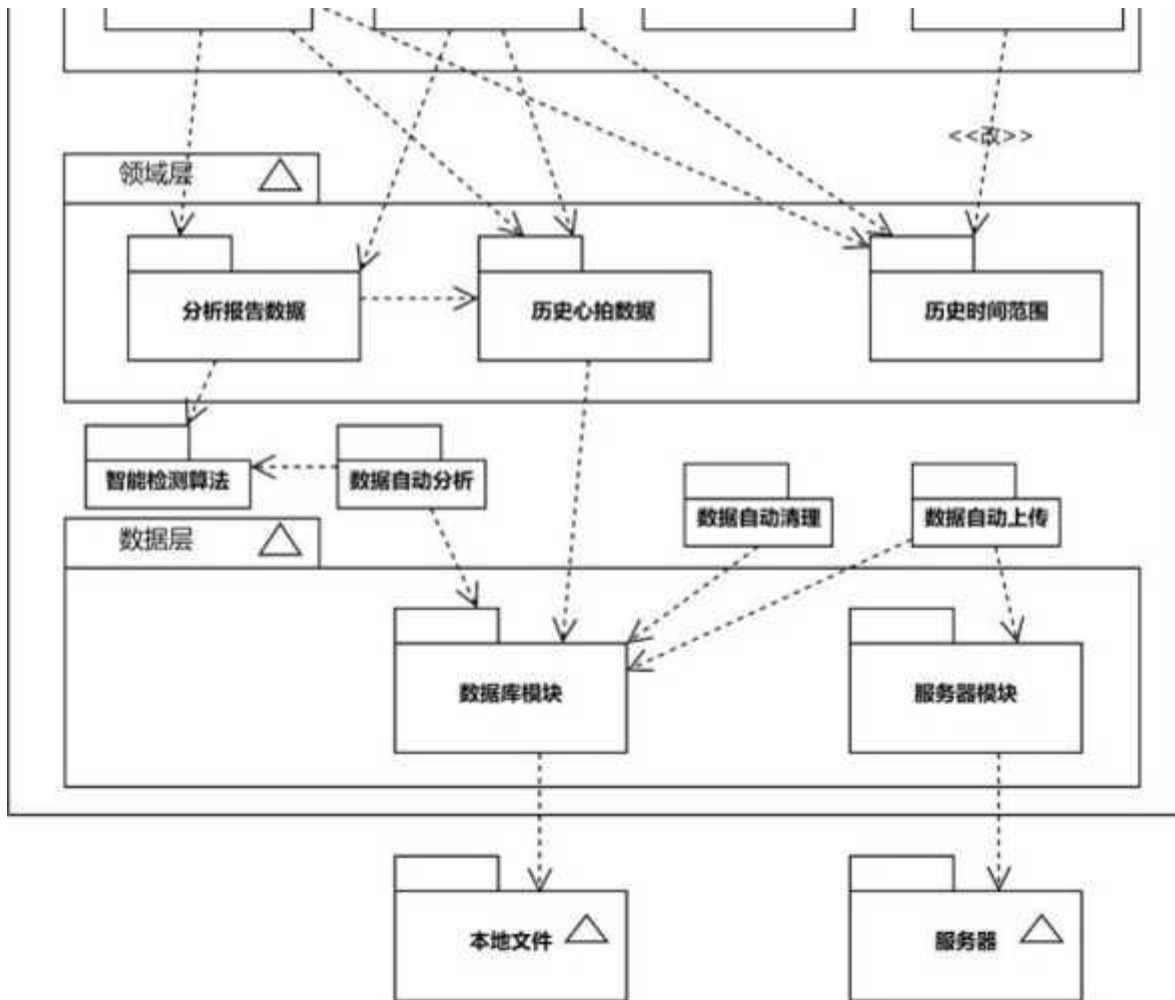 <<改>>
领域层
分析报告数据
历史心拍数据
历史时间范围
智能检测算法
数据自动分析
数据自动清理
数据自动上传
数据层
数据库模块
服务器模块
本地文件
服务器